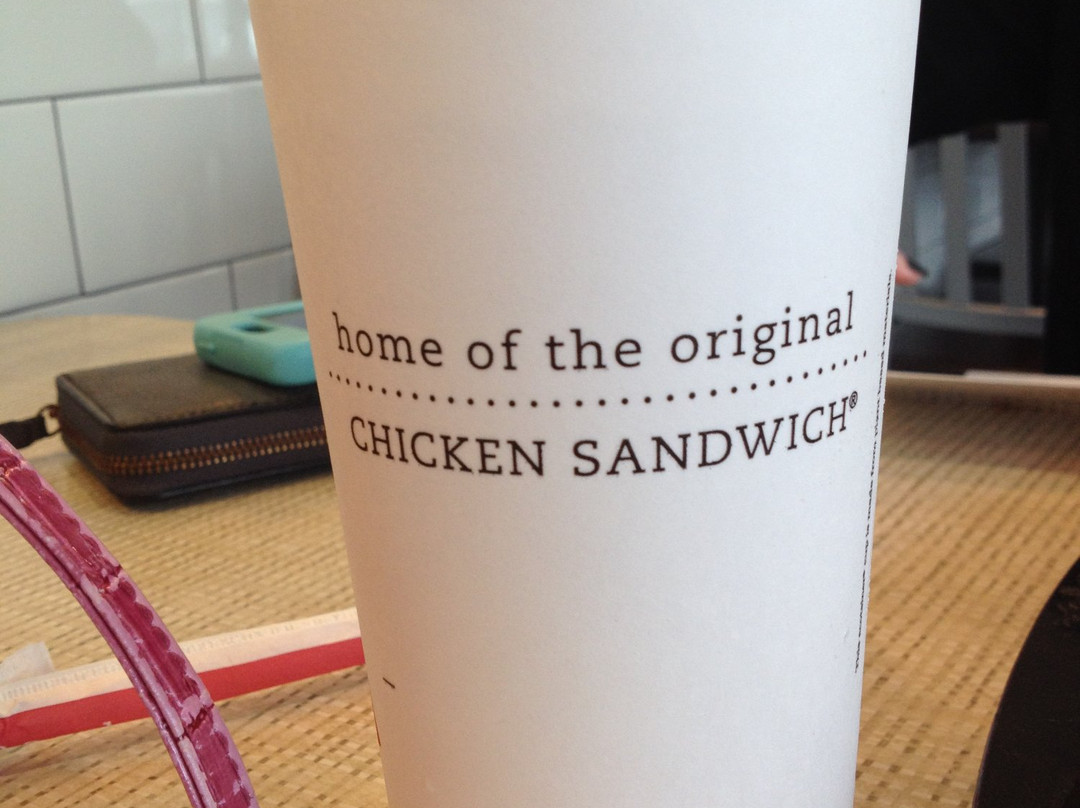 home of the original
CHICKEN SANDWICH®